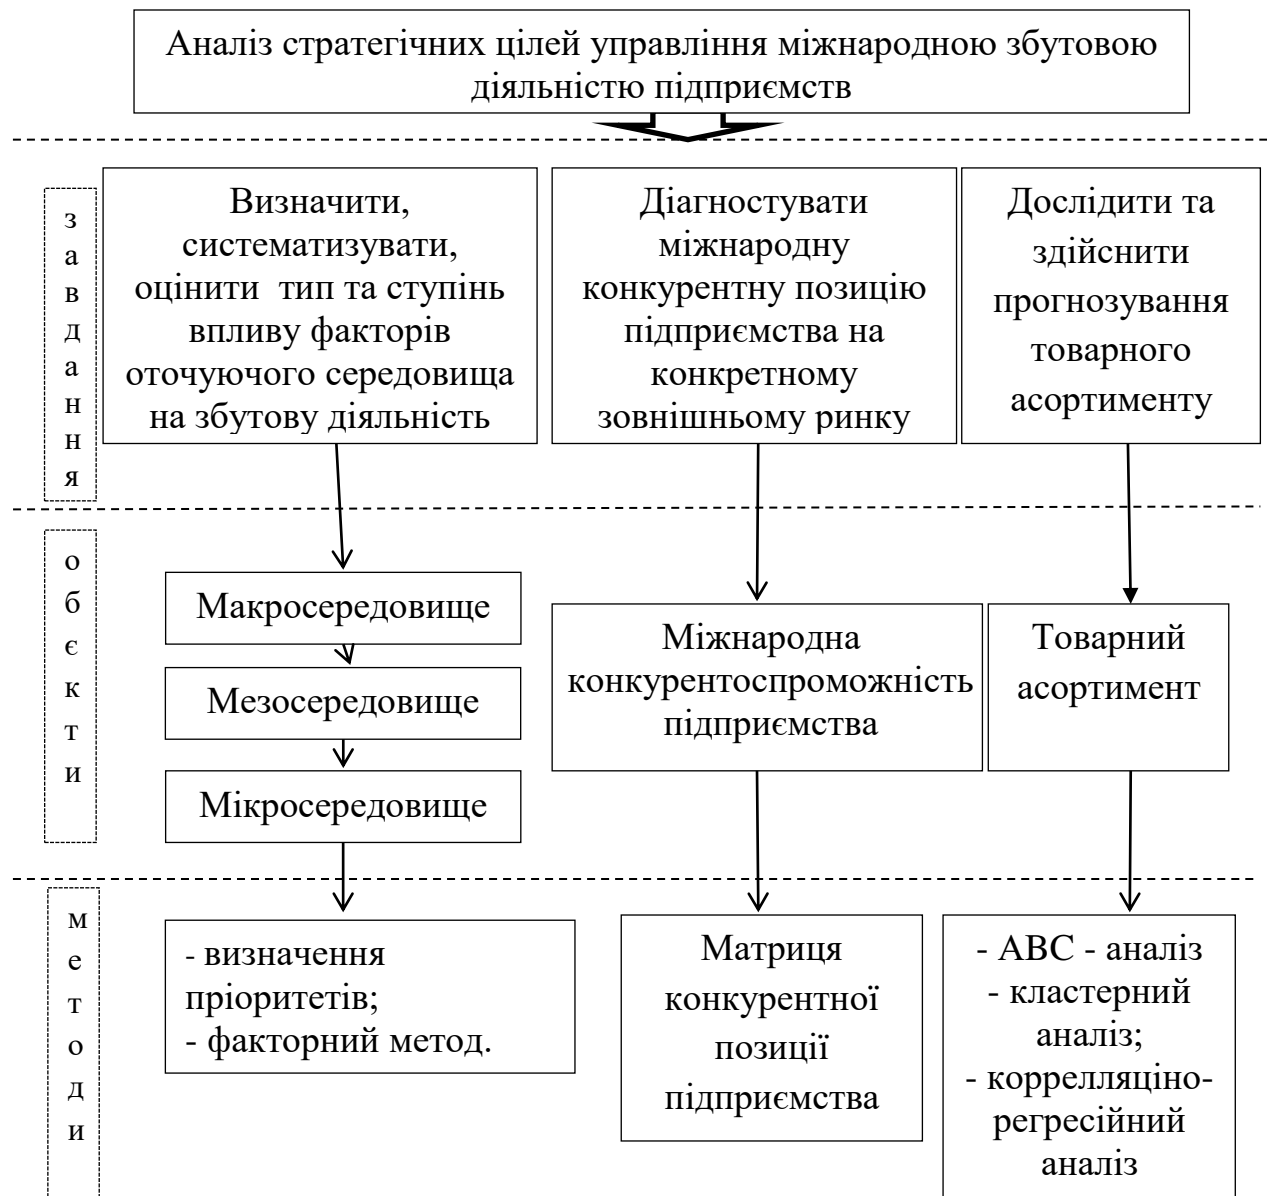 Аналіз стратегічних цілей управління міжнародною збутовою
діяльністю підприємств
завдання
Визначити,
систематизувати,
оцінити тип та ступінь
впливу факторів
оточуючого середовища
на збутову діяльність
Діагностувати
міжнародну
конкурентну позицію
підприємства на
конкретному
зовнішньому ринку
Дослідити та
здійснити
прогнозування
товарного
асортименту
обєкти
Макросередовище
Мезосередовище
Мікросередовище
Міжнародна
конкурентоспроможність
підприємства
Товарний
асортимент
методи
- визначення
пріоритетів;
- факторний метод.
Матриця
конкурентної
позиції
підприємства
- АВС - аналіз
- кластерний
аналіз;
- коррелляціно-
регресійний
аналіз